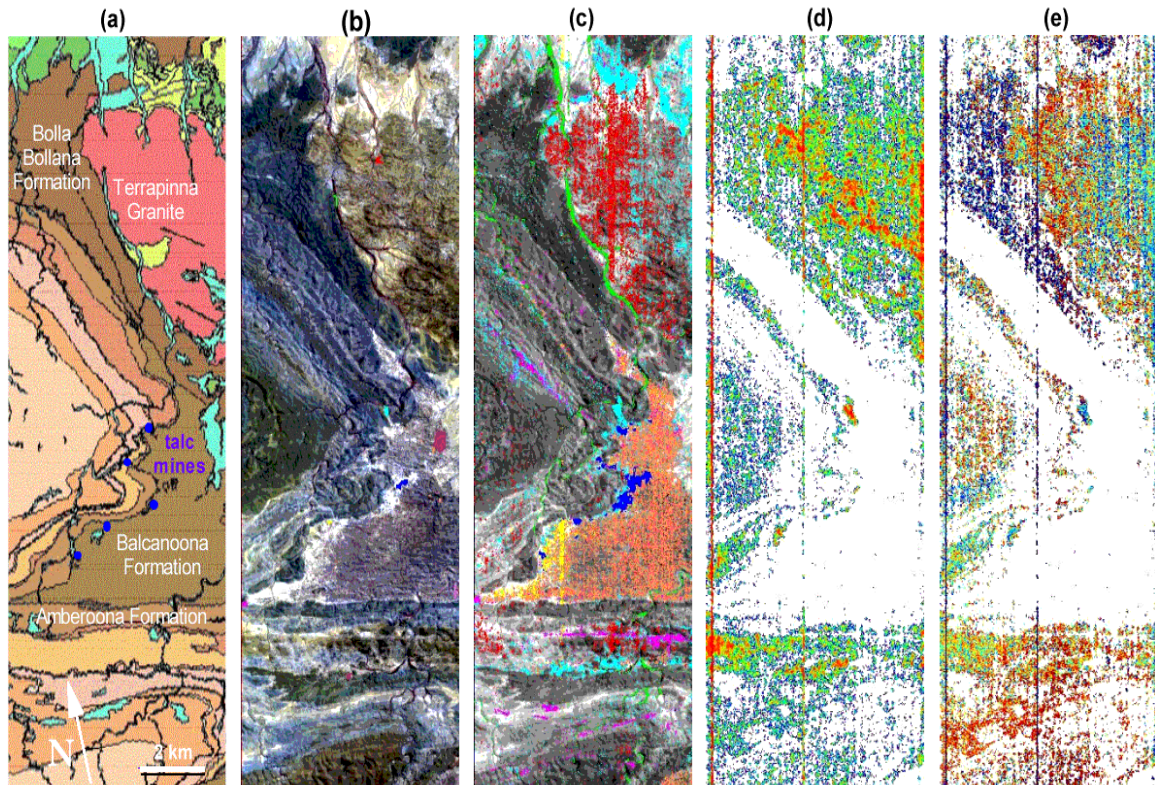 (a)
(b)
(c)
(d)
(e)
Bolla
Bollana
Formation
Terrapinna
Granite
talc
mines
Balcanoona
Formation
Amberoona Formation
N
2 km